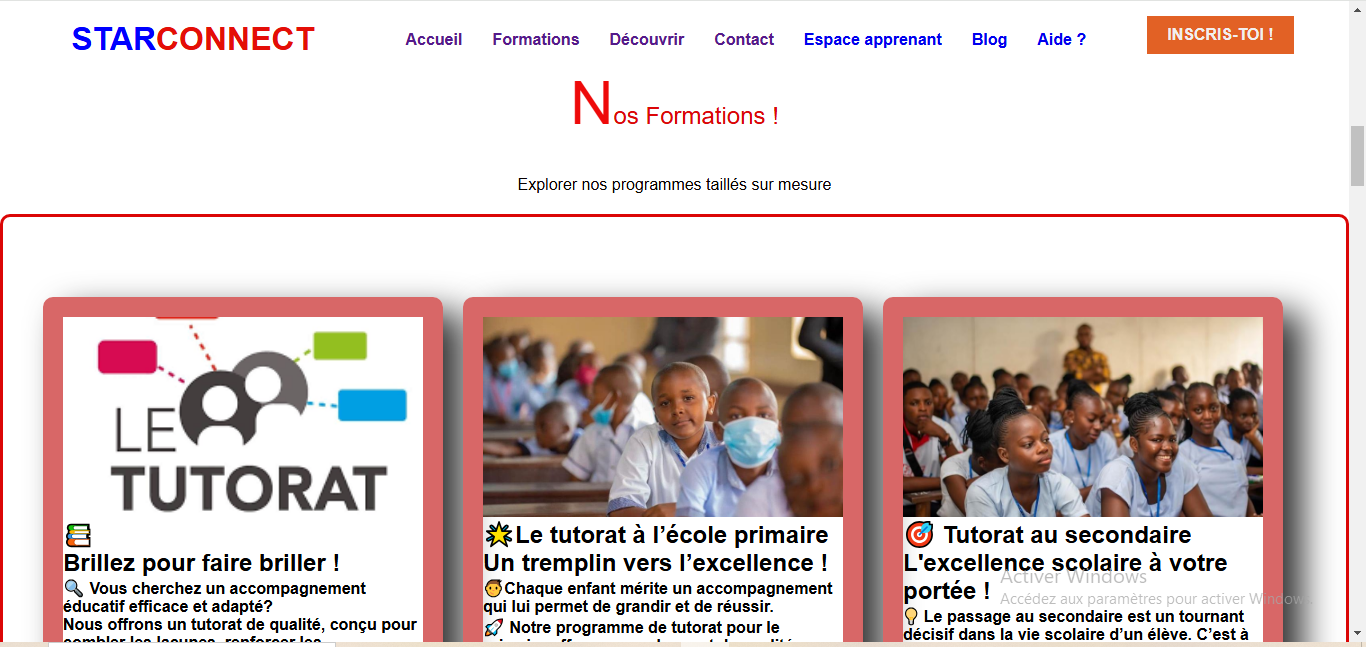 STARCONNECT
Accueil Formations Découvrir Contact Espace apprenant Blog Aide ?
INSCRIS-TOI !
Nos Formations !
Explorer nos programmes taillés sur mesure
LE
TUTORAT
📚
Brillez pour faire briller !
🔍 Vous cherchez un accompagnement
éducatif efficace et adapté?
Nous offrons un tutorat de qualité, conçu pour
combler les lacunes, renforcer les
🌟Le tutorat à l’école primaire
Un tremplin vers l’excellence !
🧒Chaque enfant mérite un accompagnement
qui lui permet de grandir et de réussir.
🚀 Notre programme de tutorat pour le
🎯 Tutorat au secondaire
L'excellence scolaire à votre
portée !
💡 Le passage au secondaire est un tournant
décisif dans la vie scolaire d’un élève. C’est à
Activer Windows
Accédez aux paramètres pour activer Windows.